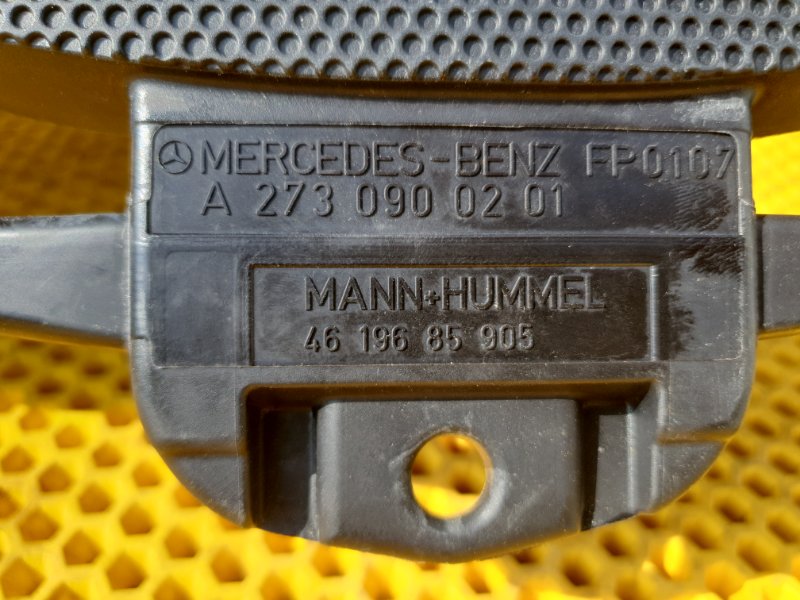 MERCEDES-BENZ FP0107
A 273 090 02 01
MANN+HUMMEL
46 196 85 905